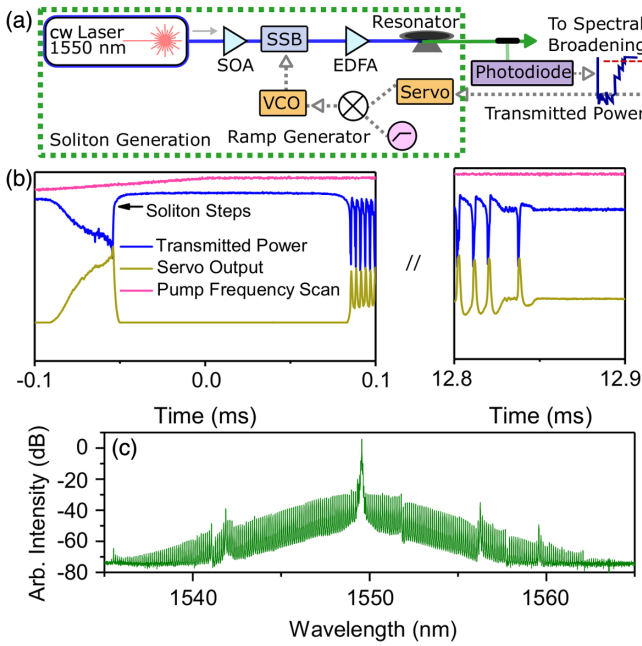 (a)
cw Laser
1550 nm
SOA
SSB
EDFA
Resonator
To Spectral
Broadening
Photodiode
VCO
Servo
Transmitted Power
Soliton Generation
Ramp Generator
(b)
Soliton Steps
Transmitted Power
Servo Output
Pump Frequency Scan
//
-0.1 0.0 0.1 12.8 12.9
Time (ms) Time (ms)
(c)
Arb. Intensity (dB)
0
-20
-40
-60
-80
1540 1550 1560
Wavelength (nm)